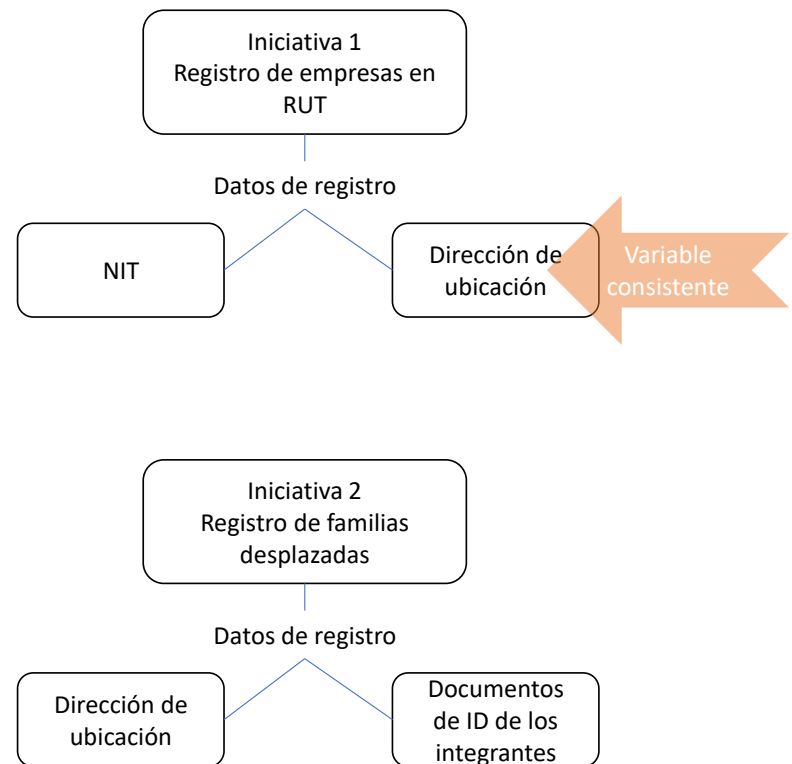 Iniciativa 1
Registro de empresas en
RUT
Datos de registro
NIT
Dirección de
ubicación
Variable
consistente
Iniciativa 2
Registro de familias
desplazadas
Datos de registro
Dirección de
ubicación
Documentos
de ID de los
integrantes